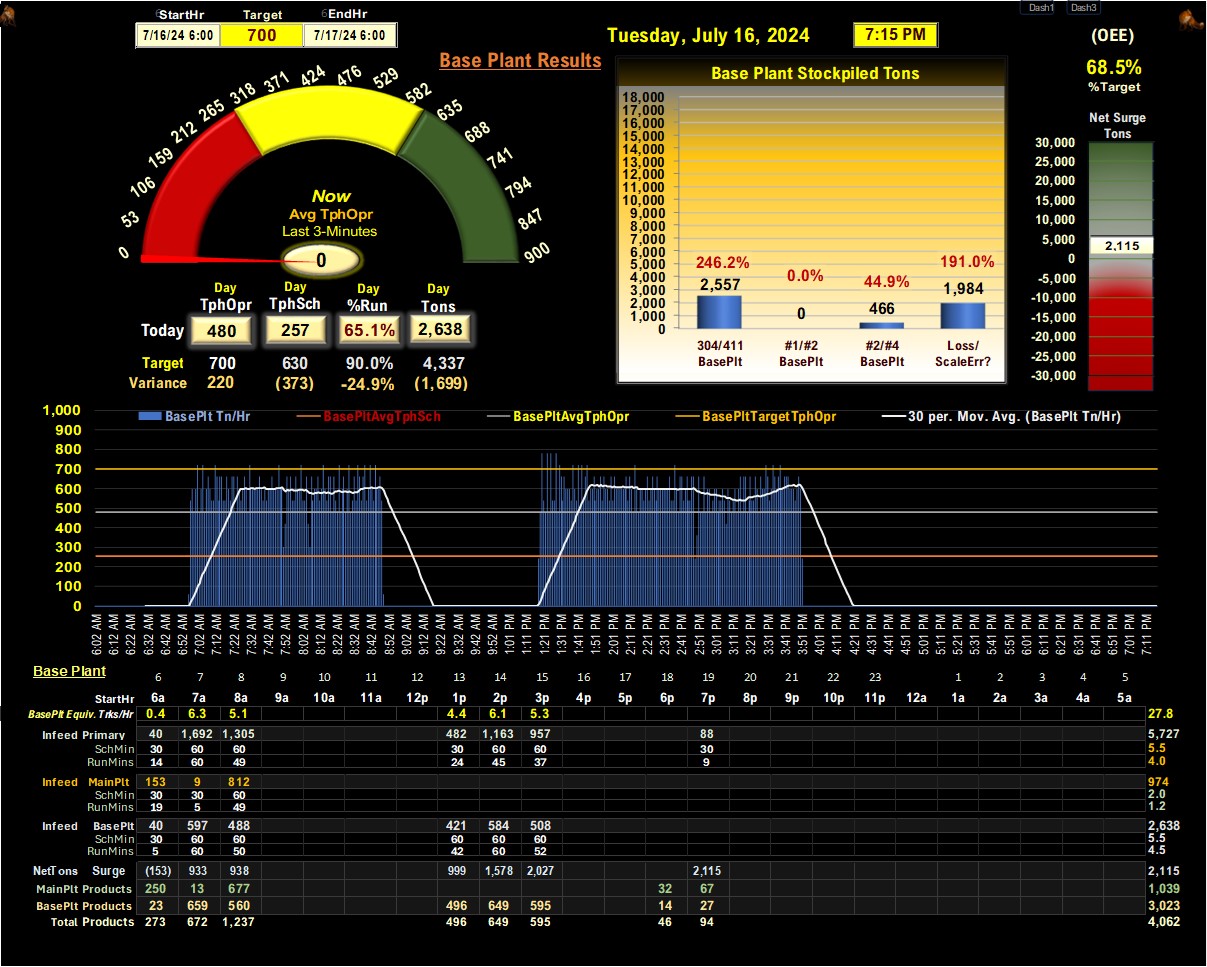 Dash1 Dash3
StartHr Target 6EndHr
7/16/24 6:00 700 7/17/24 6:00
Tuesday, July 16, 2024 7:15 PM
(OEE)
68.5%
%Target
Base Plant Results
Base Plant Stockpiled Tons
Net Surge
Tons
0 53 106 159 212 265 318 371 424 476 529 582 635 688 741 794 847 900
Now
Avg TphOpr
Last 3-Minutes
0
18,000
17,000
16,000
15,000
14,000
13,000
12,000
11,000
10,000
9,000
8,000
7,000
6,000
5,000
4,000
3,000
2,000
1,000
0
246.2% 0.0% 44.9% 191.0%
2,557 0 466 1,984
304/411 #1/#2 #2/#4 Loss/
BasePlt BasePlt BasePlt ScaleErr?
30,000
25,000
20,000
15,000
10,000
5,000
0
-5,000
-10,000
-15,000
-20,000
-25,000
-30,000
2,115
Day Day Day Day
TphOpr TphSch %Run Tons
Today 480 257 65.1% 2,638
Target 700 630 90.0% 4,337
Variance 220 (373) -24.9% (1,699)
BasePlt Tn/Hr BasePltAvgTphSch BasePltAvgTphOpr BasePltTargetTphOpr 30 per. Mov. Avg. (BasePlt Tn/Hr)
1,000
900
800
700
600
500
400
300
200
100
0
6:02 AM 6:12 AM 6:22 AM 6:32 AM 6:42 AM 6:52 AM 7:02 AM 7:12 AM 7:22 AM 7:32 AM 7:42 AM 7:52 AM 8:02 AM 8:12 AM 8:22 AM 8:32 AM 8:42 AM 8:52 AM 9:02 AM 9:12 AM 9:22 AM 9:32 AM 9:42 AM 9:52 AM 1:01 PM 1:11 PM 1:21 PM 1:31 PM 1:41 PM 1:51 PM 2:01 PM 2:11 PM 2:21 PM 2:31 PM 2:41 PM 2:51 PM 3:01 PM 3:11 PM 3:21 PM 3:31 PM 3:41 PM 3:51 PM 4:01 PM 4:11 PM 4:21 PM 4:31 PM 4:41 PM 4:51 PM 5:01 PM 5:11 PM 5:21 PM 5:31 PM 5:41 PM 5:51 PM 6:01 PM 6:11 PM 6:21 PM 6:31 PM 6:41 PM 6:51 PM 7:01 PM 7:11 PM
Base Plant 6 7 8 9 10 11 12 13 14 15 16 17 18 19 20 21 22 23 1 2 3 4 5
StartHr 6a 7a 8a 9a 10a 11a 12p 1p 2p 3p 4p 5p 6p 7p 8p 9p 10p 11p 12a 1a 2a 3a 4a 5a
BasePlt Equiv. Trks/Hr 0.4 6.3 5.1 4.4 6.1 5.3 27.8
Infeed Primary 40 1,692 1,305 482 1,163 957 88 5,727
SchMin 30 60 60 30 60 60 30 5.5
RunMins 14 60 49 24 45 37 9 4.0
Infeed MainPlt 153 9 812 974
SchMin 30 30 60 2.0
RunMins 19 5 49 1.2
Infeed BasePlt 40 597 488 421 584 508 2,638
SchMin 30 60 60 60 60 60 5.5
RunMins 5 60 50 42 60 52 4.5
NetTons Surge (153) 933 938 999 1,578 2,027 2,115 2,115
MainPlt Products 250 13 677 32 67 1,039
BasePlt Products 23 659 560 496 649 595 14 27 3,023
Total Products 273 672 1,237 496 649 595 46 94 4,062